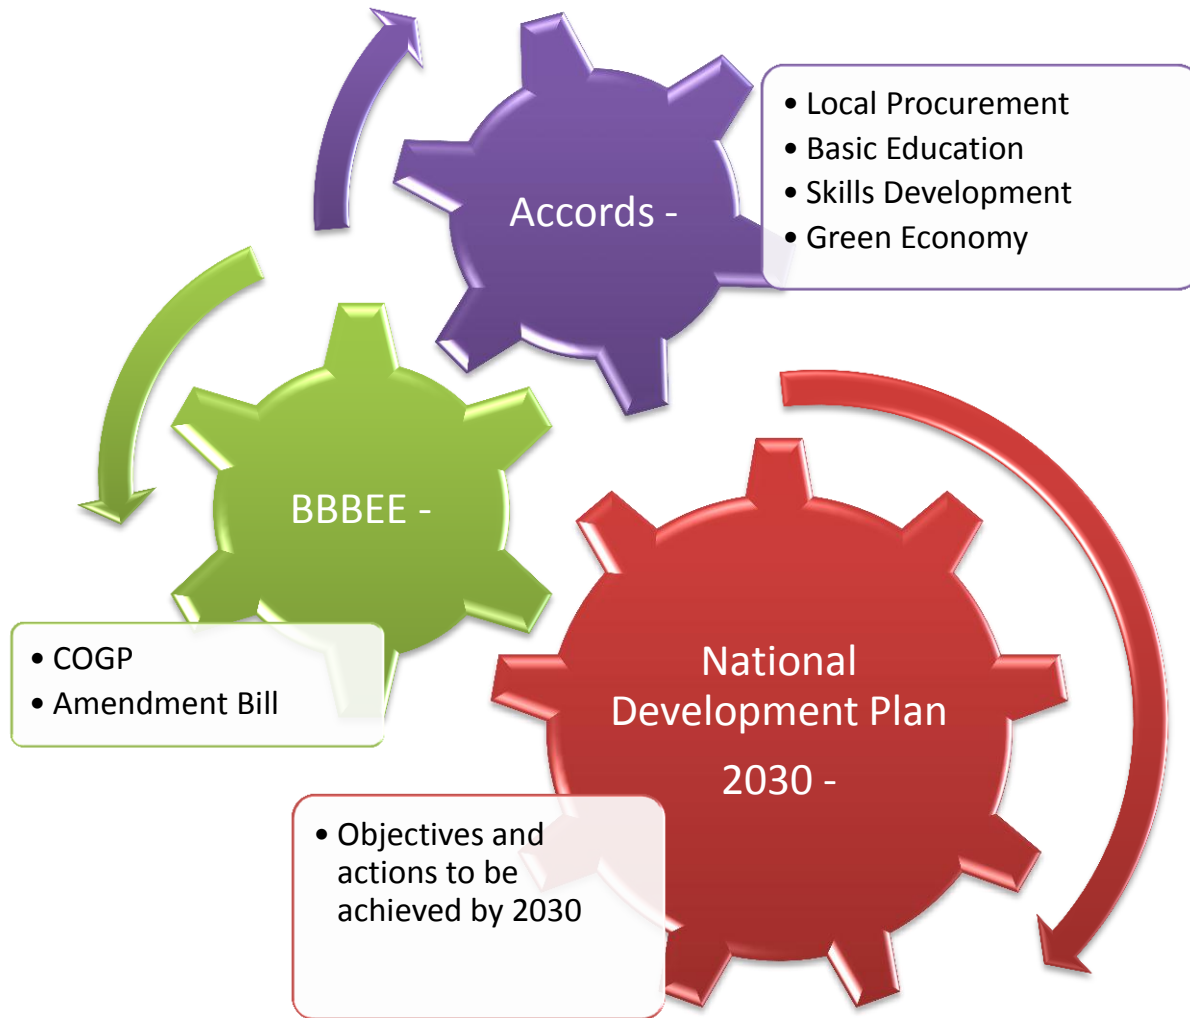 Accords -
• Local Procurement
• Basic Education
• Skills Development
• Green Economy
BBBEE -
• COGP
• Amendment Bill
National
Development Plan
2030 -
• Objectives and
actions to be
achieved by 2030